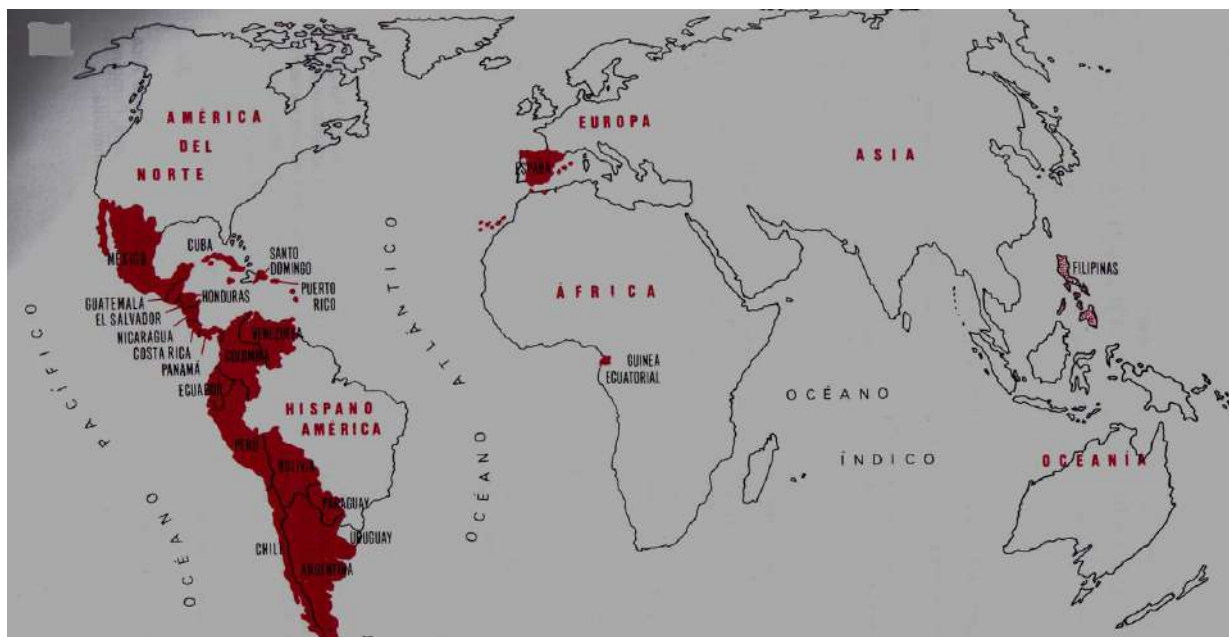 AMÉRICA
DEL
NORTE
EUROPA
ASIA
ESPAÑA
MÉXICO
CUBA
SANTO
DOMINGO
PUERTO
RICO
HONDURAS
GUATEMALA
EL SALVADOR
NICARAGUA
COSTA RICA
PANAMÁ
VENEZUELA
COLOMBIA
ECUADOR
HISPANO
AMÉRICA
PERÚ
BOLIVIA
PARAGUAY
URUGUAY
CHILE
ARGENTINA
OCÉANO PACÍFICO
OCÉANO ATLÁNTICO
ÁFRICA
GUINEA
ECUATORIAL
FILIPINAS
OCÉANO
ÍNDICO
OCEANÍA